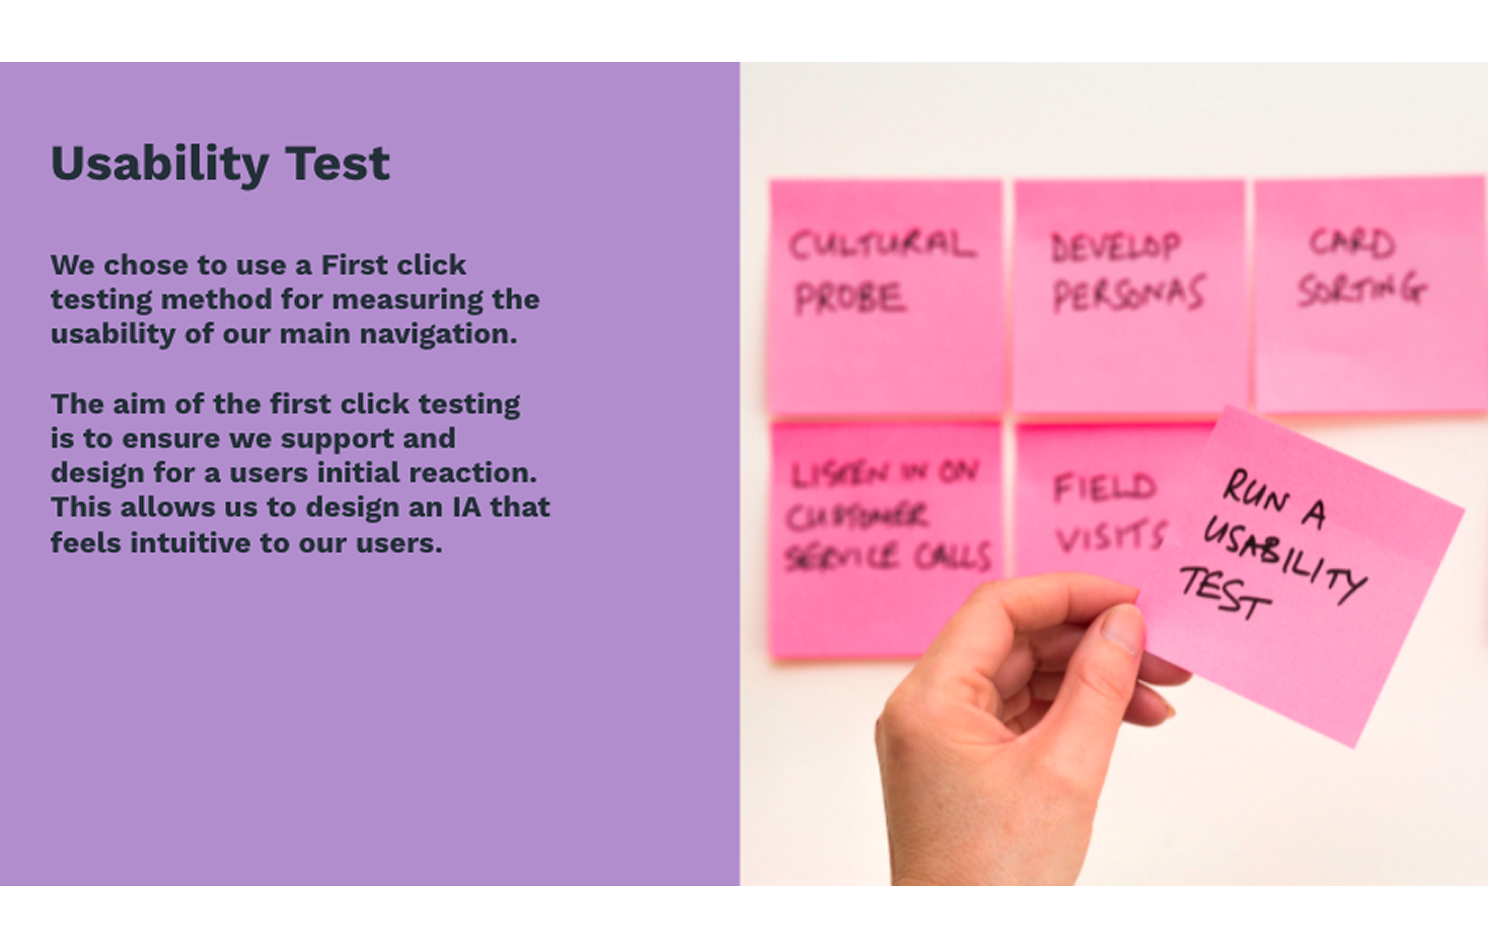 Usability Test
We chose to use a First click
testing method for measuring the
usability of our main navigation.
The aim of the first click testing
is to ensure we support and
design for a users initial reaction.
This allows us to design an IA that
feels intuitive to our users.
CULTURAL
PROBE
DEVELOP
PERSONAS
CARD
SORTING
LISTEN IN ON
CUSTOMER
SERVICE CALLS
FIELD
VISITS
RUN A
USABILITY
TEST